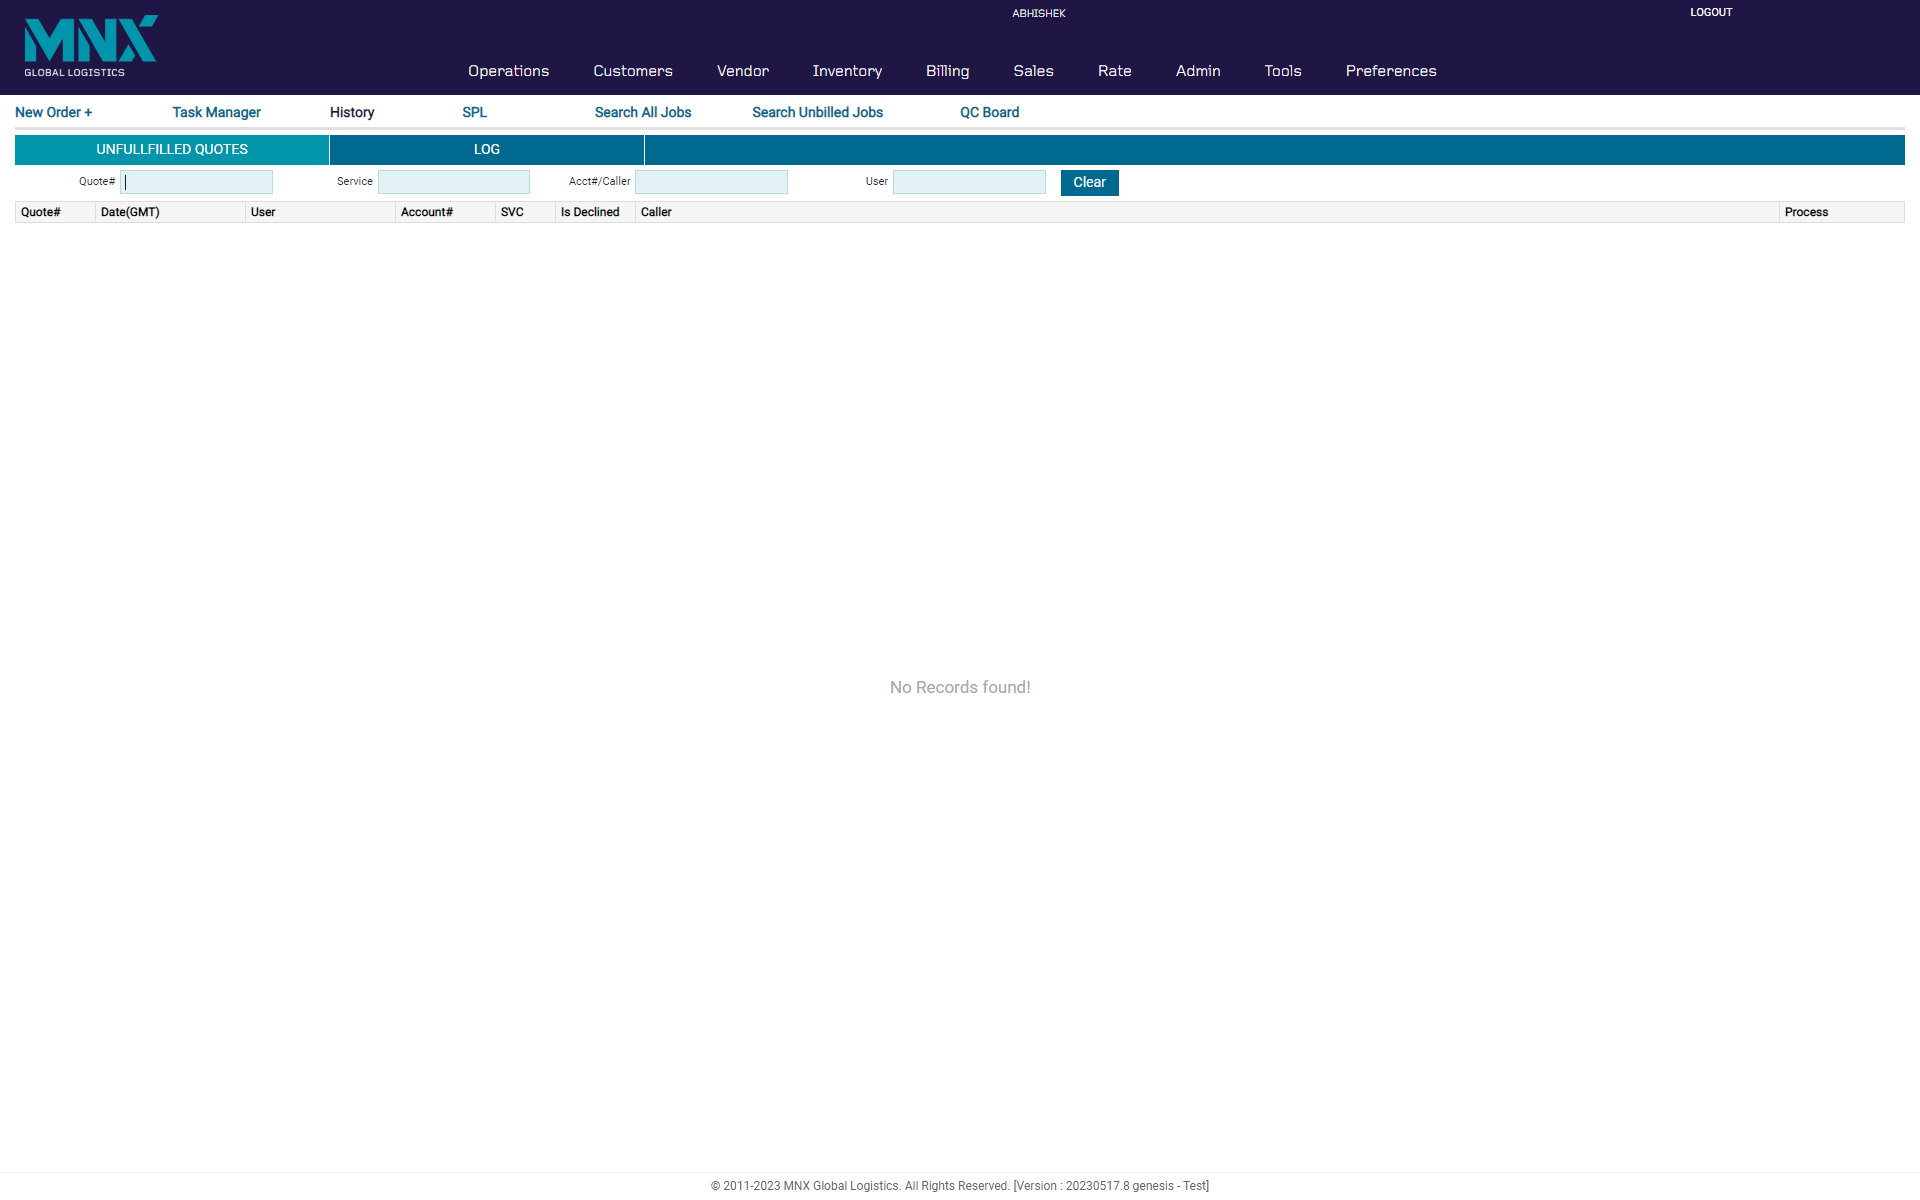 MNX
GLOBAL LOGISTICS
ABHISHEK
LOGOUT
Operations Customers Vendor Inventory Billing Sales Rate Admin Tools Preferences
New Order + Task Manager History SPL Search All Jobs Search Unbilled Jobs QC Board
UNFULLFILLED QUOTES LOG
Quote# Service Acct#/Caller User Clear
Quote# Date(GMT) User Account# SVC Is Declined Caller Process
No Records found!
© 2011-2023 MNX Global Logistics. All Rights Reserved. [Version : 20230517.8 genesis - Test]